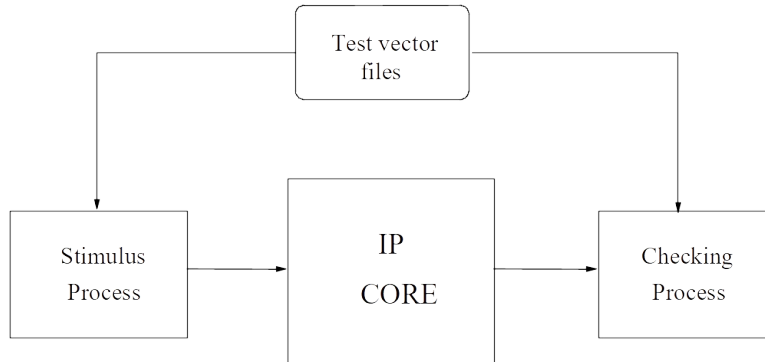 Test vector
files
Stimulus
Process
IP
CORE
Checking
Process